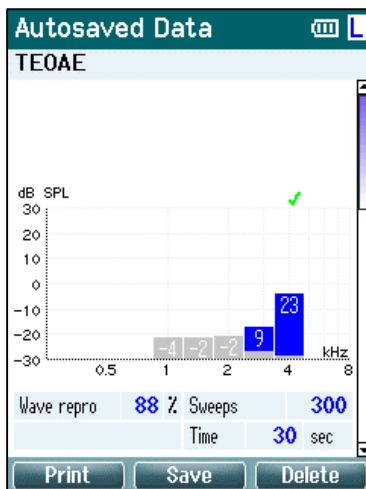 Autosaved Data L
TEOAE
dB SPL
30
20
10
0
-10
-20
-30
-4 -2 -2 9 23
kHz
0.5 1 2 4 8
Wave repro 88 % Sweeps 300
Time 30 sec
Print Save Delete